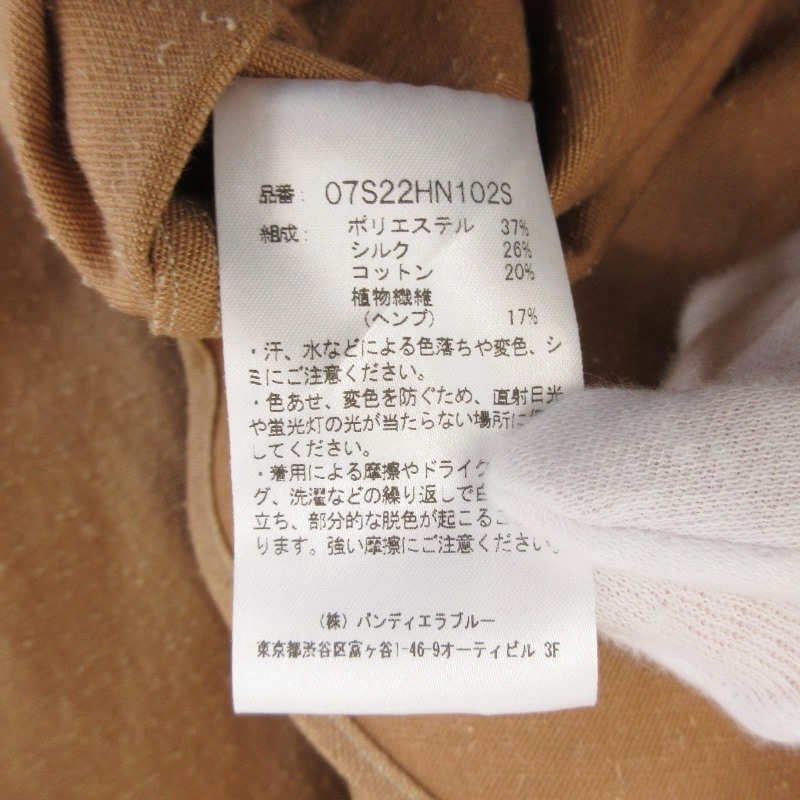 品番: 07S22HN102S
組成: ポリエステル 37%
シルク 26%
コットン 20%
植物繊維
(ヘンプ) 17%
・汗、水などによる色落ちや変色、シ
ミにご注意ください。
・色あせ、変色を防ぐため、直射日光
や蛍光灯の光が当たらない場所に
してください。
・着用による摩擦やドライク
グ、洗濯などの繰り返しで白
立ち、部分的な脱色が起こるこ
ります。強い摩擦にご注意ください。
(株) バンディエラブルー
東京都渋谷区富ヶ谷1-46-9オーティビル 3F